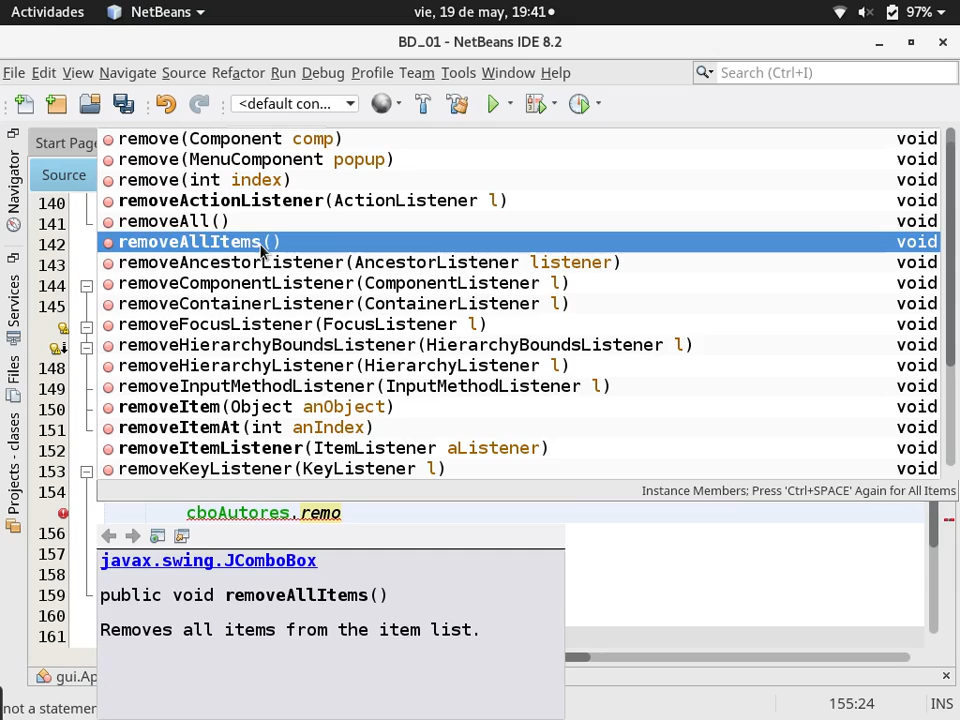 Actividades NetBeans vie, 19 de may, 19:41 97%
BD_01 - NetBeans IDE 8.2
File Edit View Navigate Source Refactor Run Debug Profile Team Tools Window Help Search (Ctrl+I)
<default con...
Start Page
Source
Navigator
Services
Files
Projects - clases
remove(Component comp) void
remove(MenuComponent popup) void
remove(int index) void
removeActionListener(ActionListener l) void
removeAll() void
removeAllItems() void
removeAncestorListener(AncestorListener listener) void
removeComponentListener(ComponentListener l) void
removeContainerListener(ContainerListener l) void
removeFocusListener(FocusListener l) void
removeHierarchyBoundsListener(HierarchyBoundsListener l) void
removeHierarchyListener(HierarchyListener l) void
removeInputMethodListener(InputMethodListener l) void
removeItem(Object anObject) void
removeItemAt(int anIndex) void
removeItemListener(ItemListener aListener) void
removeKeyListener(KeyListener l) void
Instance Members; Press 'Ctrl+SPACE' Again for All Items
140
141
142
143
144
145
148
149
150
151
152
153
154
cboAutores.remo
156
157
158
159
160
161
javax.swing.JComboBox
public void removeAllItems()
Removes all items from the item list.
gui.Ap
not a statemen
155:24 INS